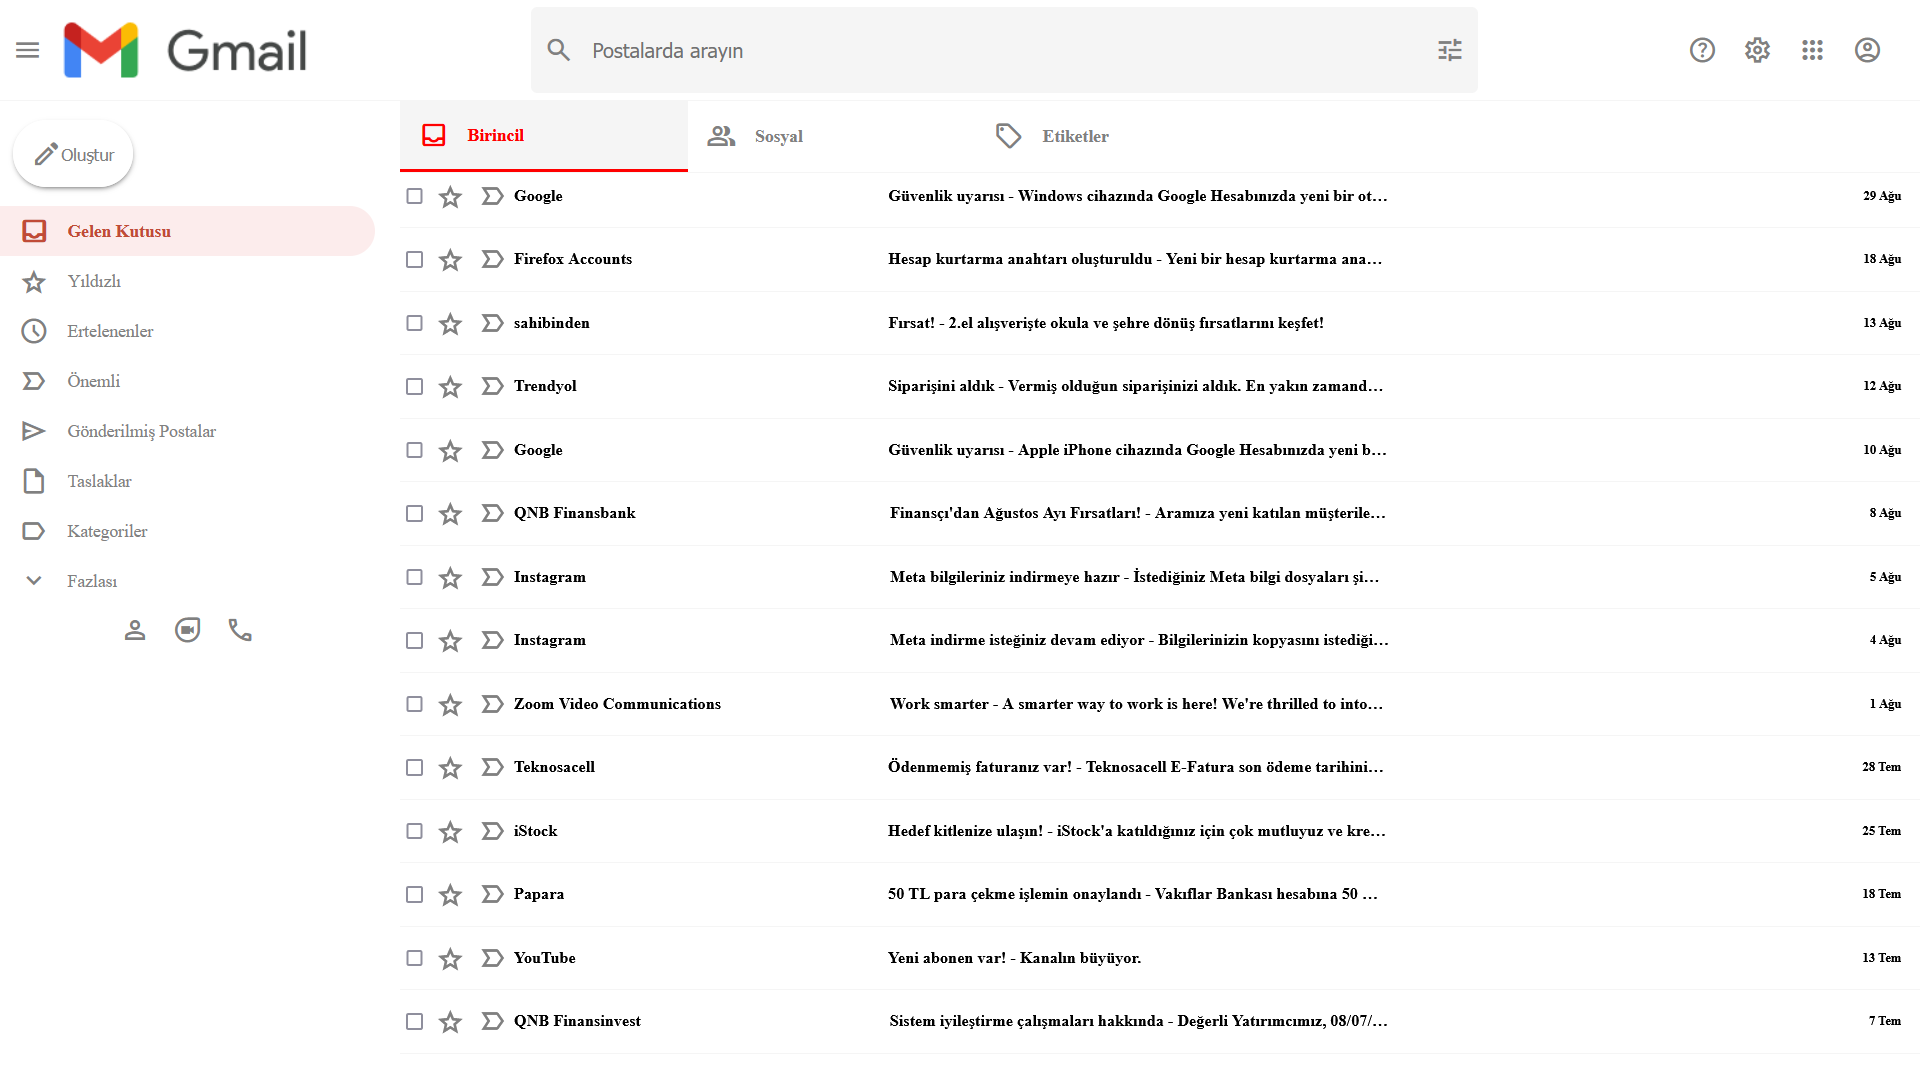 Gmail
Postalarda arayın
Oluştur
Gelen Kutusu
Yıldızlı
Ertelenenler
Önemli
Gönderilmiş Postalar
Taslaklar
Kategoriler
Fazlası
Birincil Sosyal Etiketler
Google Güvenlik uyarısı - Windows cihazında Google Hesabınızda yeni bir ot… 29 Ağu
Firefox Accounts Hesap kurtarma anahtarı oluşturuldu - Yeni bir hesap kurtarma ana… 18 Ağu
sahibinden Fırsat! - 2.el alışverişte okula ve şehre dönüş fırsatlarını keşfet! 13 Ağu
Trendyol Siparişini aldık - Vermiş olduğun siparişinizi aldık. En yakın zamand… 12 Ağu
Google Güvenlik uyarısı - Apple iPhone cihazında Google Hesabınızda yeni b… 10 Ağu
QNB Finansbank Finansçı'dan Ağustos Ayı Fırsatları! - Aramıza yeni katılan müşterile… 8 Ağu
Instagram Meta bilgileriniz indirmeye hazır - İstediğiniz Meta bilgi dosyaları şi… 5 Ağu
Instagram Meta indirme isteğiniz devam ediyor - Bilgilerinizin kopyasını istediği… 4 Ağu
Zoom Video Communications Work smarter - A smarter way to work is here! We're thrilled to into… 1 Ağu
Teknosacell Ödenmemiş faturanız var! - Teknosacell E-Fatura son ödeme tarihini… 28 Tem
iStock Hedef kitlenize ulaşın! - iStock'a katıldığınız için çok mutluyuz ve kre… 25 Tem
Papara 50 TL para çekme işlemin onaylandı - Vakıflar Bankası hesabına 50 … 18 Tem
YouTube Yeni abonen var! - Kanalın büyüyor. 13 Tem
QNB Finansinvest Sistem iyileştirme çalışmaları hakkında - Değerli Yatırımcımız, 08/07/… 7 Tem